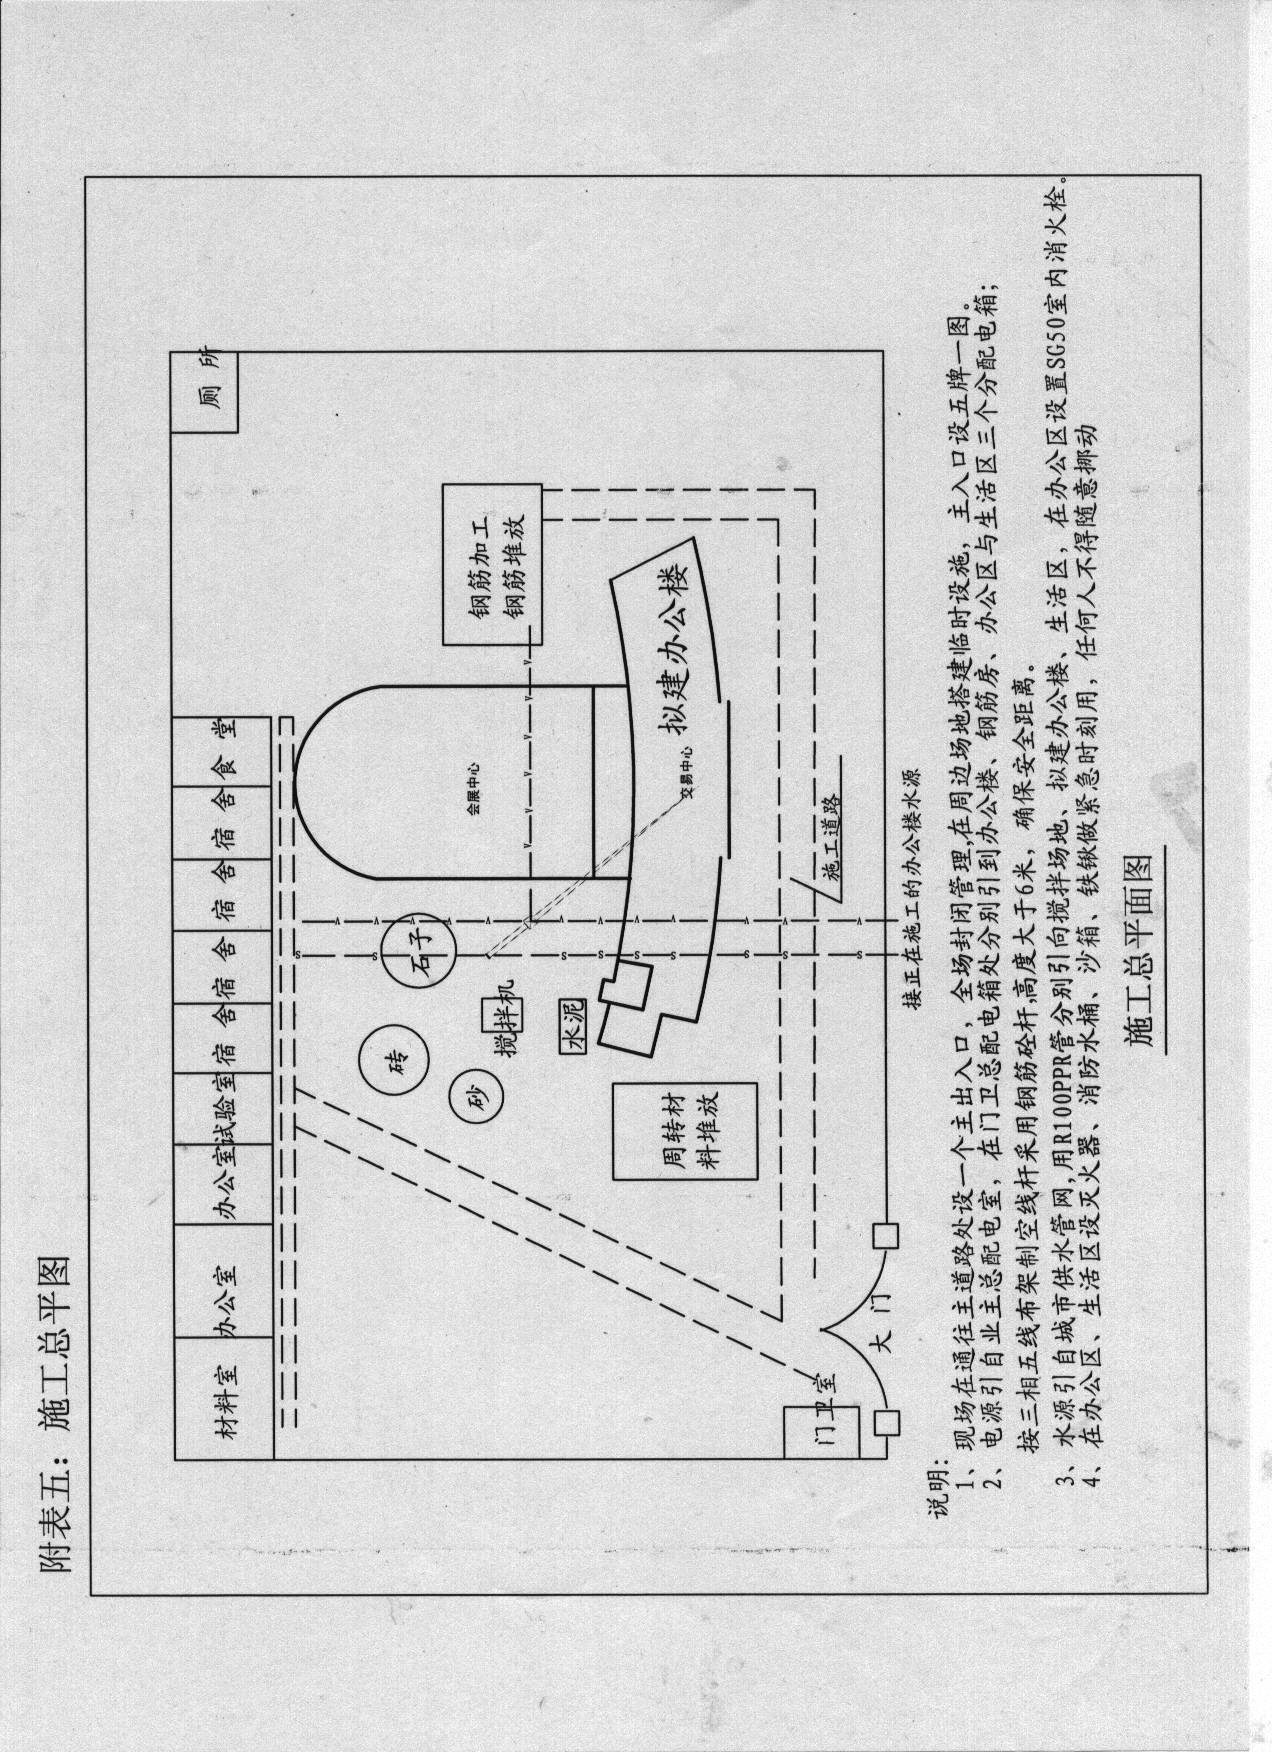 附表五：施工总平图
材料室
办公室
办公室
试验室
宿舍
宿舍
宿舍
宿舍
食堂
厕所
砖
石子
砂
搅拌机
水泥
会展中心
钢筋加工
钢筋堆放
周转材
料堆放
交易中心
拟建办公楼
施工道路
门卫室
大门
接正在施工的办公楼水源
说明：
1、现场在通往主道路处设一个主出入口，全场封闭管理，在周边场地搭建临时设施，主入口设五牌一图。
2、电源引自业主总配电室，在门卫总配电箱处分别引到办公楼、钢筋房、办公区与生活区三个分配电箱；
按三相五线布架制空线杆采用钢筋砼杆，高度大于6米，确保安全距离。
3、水源引自城市供水管网，用R100PPR管分别引向搅拌场地、拟建办公楼、生活区，在办公区设置SG50室内消火栓。
4、在办公区、生活区设灭火器、消防水桶、沙箱、铁锹做紧急时刻用，任何人不得随意挪动
施工总平面图